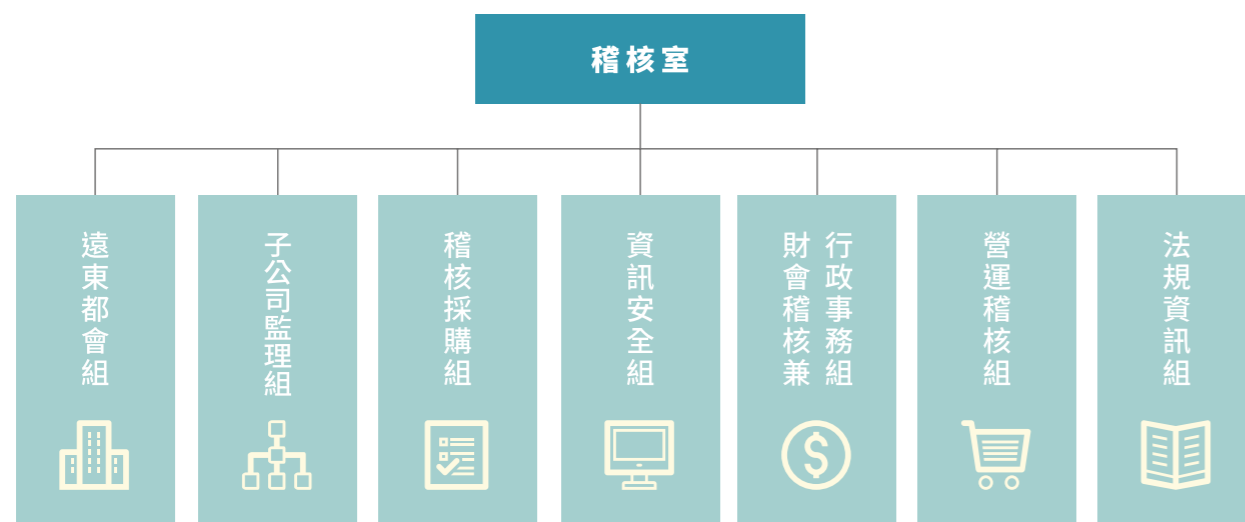 稽核室
遠東都會組
子公司監理組
稽核採購組
資訊安全組
財會稽核兼
行政事務組
營運稽核組
法規資訊組